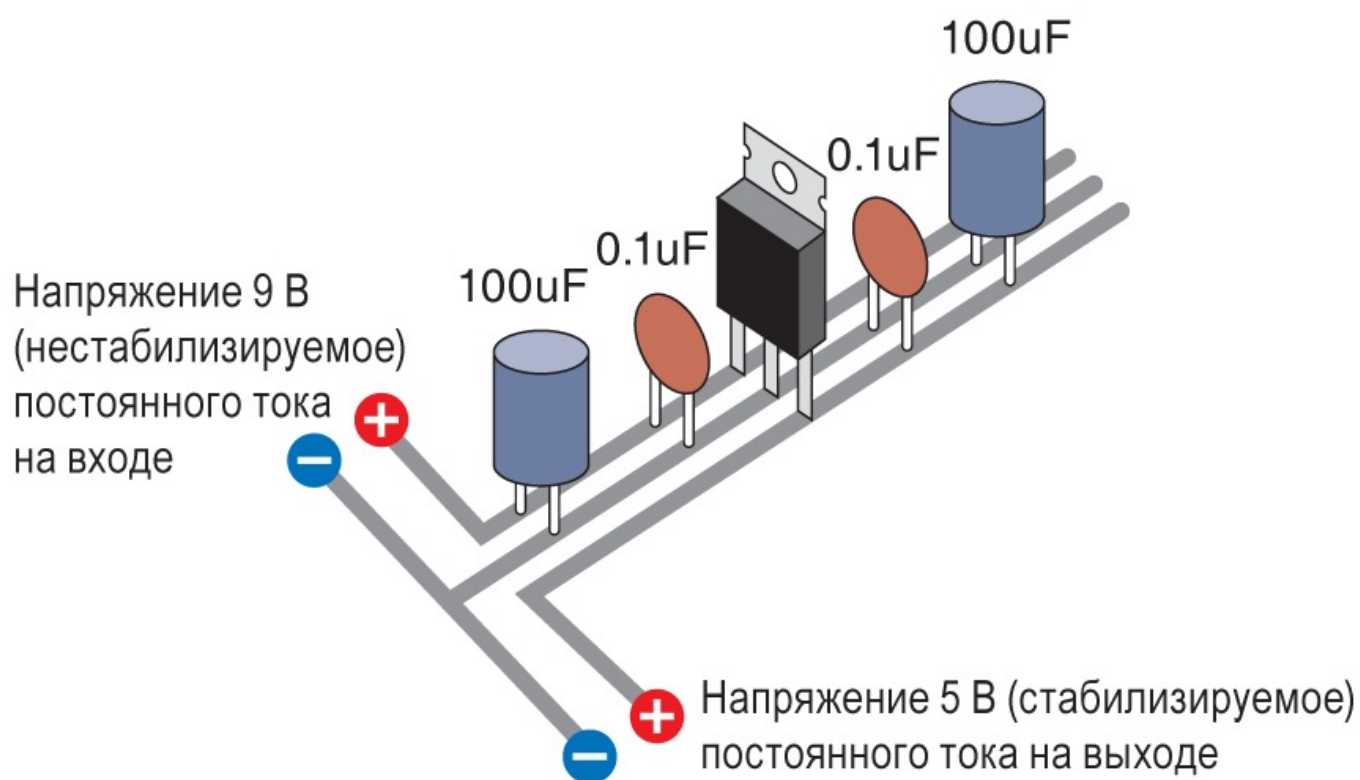 100uF
0.1uF
0.1uF
100uF
Напряжение 9 В
(нестабилизируемое)
постоянного тока
на входе
Напряжение 5 В (стабилизируемое)
постоянного тока на выходе